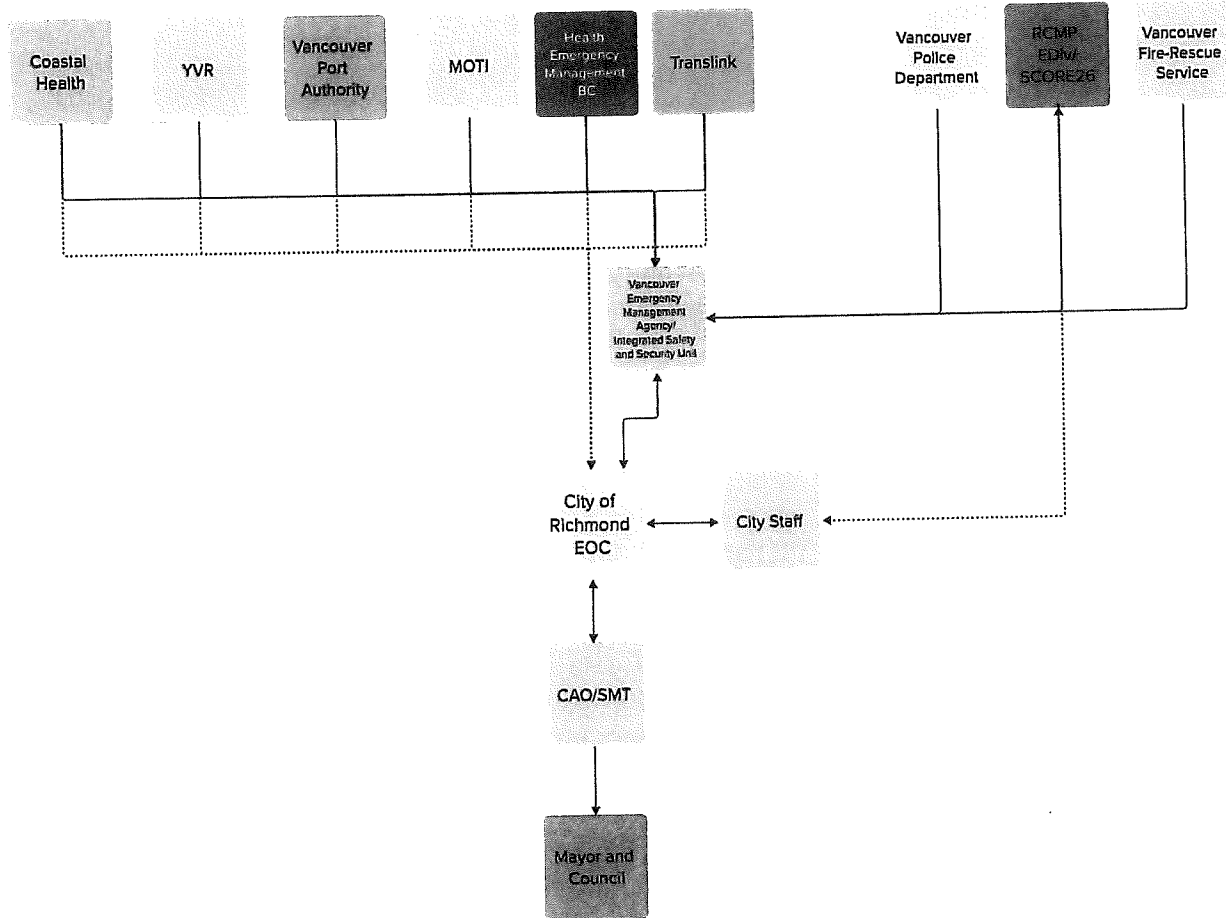 Coastal
Health
YVR
Vancouver
Port
Authority
MOTI
Health
Emergency
Management
BC
Translink
Vancouver
Police
Department
RCMP
EDIV/
SCORE26
Vancouver
Fire-Rescue
Service
Vancouver
Emergency
Management
Agency/
Integrated Safety
and Security Unit
City of
Richmond
EOC
City Staff
CAO/SMT
Mayor and
Council